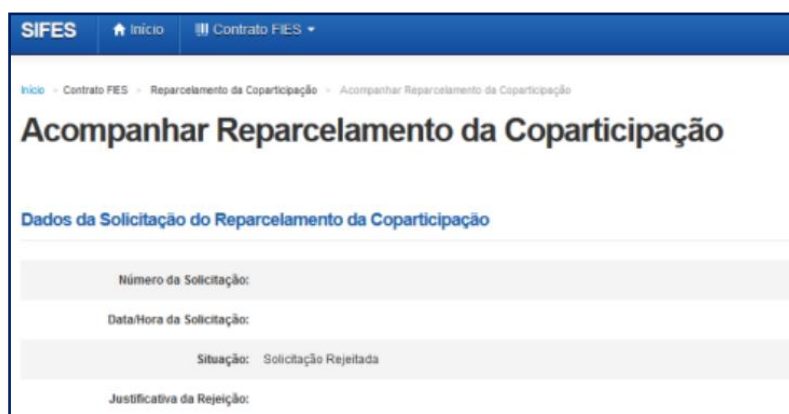 SIFES Início Contrato FIES
Início > Contrato FIES > Reparcelamento da Coparticipação > Acompanhar Reparcelamento da Coparticipação
Acompanhar Reparcelamento da Coparticipação
Dados da Solicitação do Reparcelamento da Coparticipação
Número da Solicitação:
Data/Hora da Solicitação:
Situação: Solicitação Rejeitada
Justificativa da Rejeição: